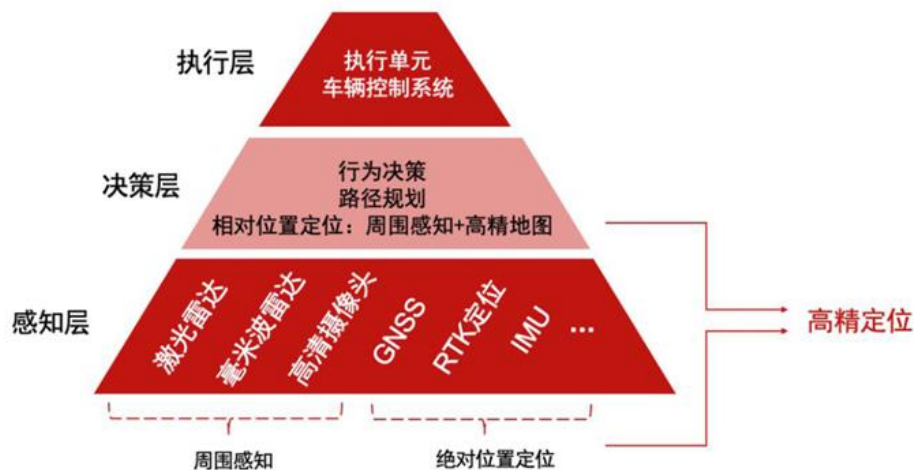 执行层
执行单元
车辆控制系统
决策层
行为决策
路径规划
相对位置定位：周围感知+高精地图
感知层
激光雷达
毫米波雷达
高清摄像头
GNSS
RTK定位
IMU
...
高精定位
周围感知
绝对位置定位